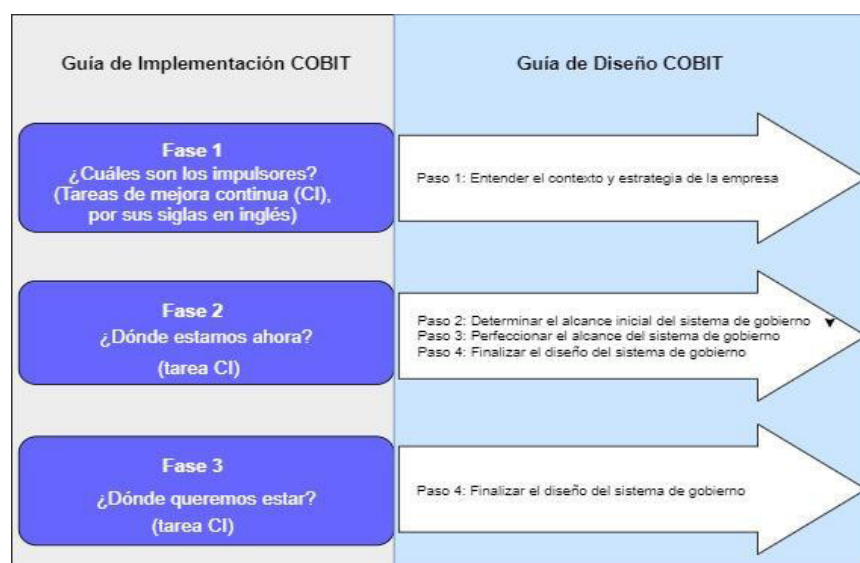 Guía de Implementación COBIT
Guía de Diseño COBIT
Fase 1
¿Cuáles son los impulsores?
(Tareas de mejora continua (CI),
por sus siglas en inglés)
Paso 1: Entender el contexto y estrategia de la empresa
Fase 2
¿Dónde estamos ahora?
(tarea CI)
Paso 2: Determinar el alcance inicial del sistema de gobierno
Paso 3: Perfeccionar el alcance del sistema de gobierno
Paso 4: Finalizar el diseño del sistema de gobierno
Fase 3
¿Dónde queremos estar?
(tarea CI)
Paso 4: Finalizar el diseño del sistema de gobierno